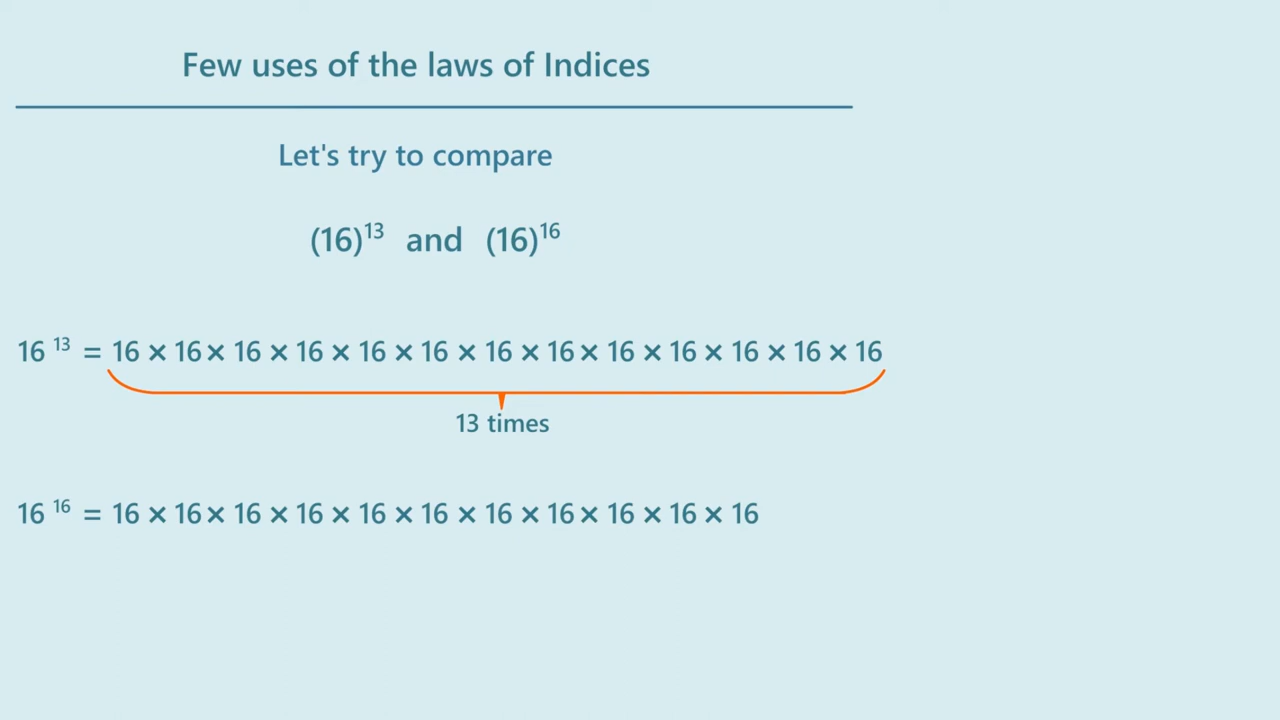 Few uses of the laws of Indices
Let's try to compare
(16)¹³ and (16)¹⁶
16 ¹³ = 16 × 16 × 16 × 16 × 16 × 16 × 16 × 16 × 16 × 16 × 16 × 16 × 16
13 times
16 ¹⁶ = 16 × 16 × 16 × 16 × 16 × 16 × 16 × 16 × 16 × 16 × 16